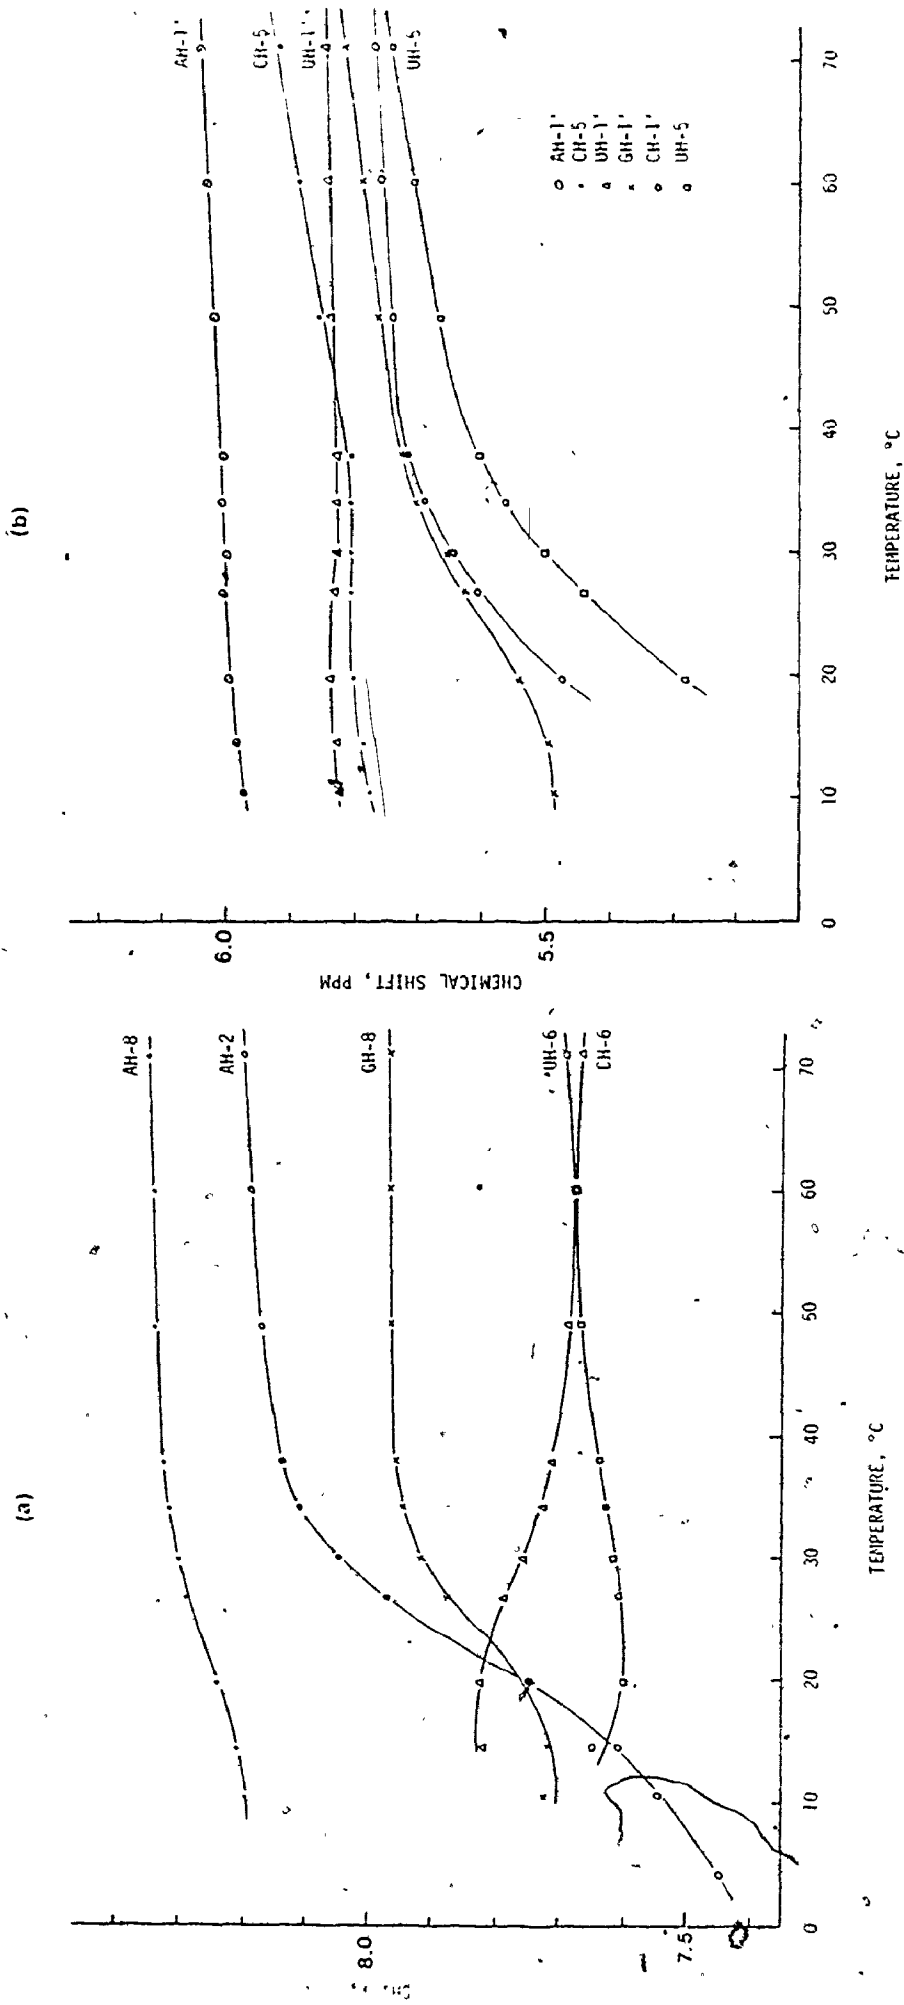 (a)
AH-8
AH-2
GH-8
UH-6
CH-6
8.0
7.5
0
10
20
30
40
50
60
70
TEMPERATURE, °C
(b)
CHEMICAL SHIFT, PPM
AH-1'
CH-5
UH-1'
UH-5
6.0
5.5
o AH-1'
• CH-5
△ UH-1'
x GH-1'
o CH-1'
□ UH-5
0
10
20
30
40
50
60
70
TEMPERATURE, °C